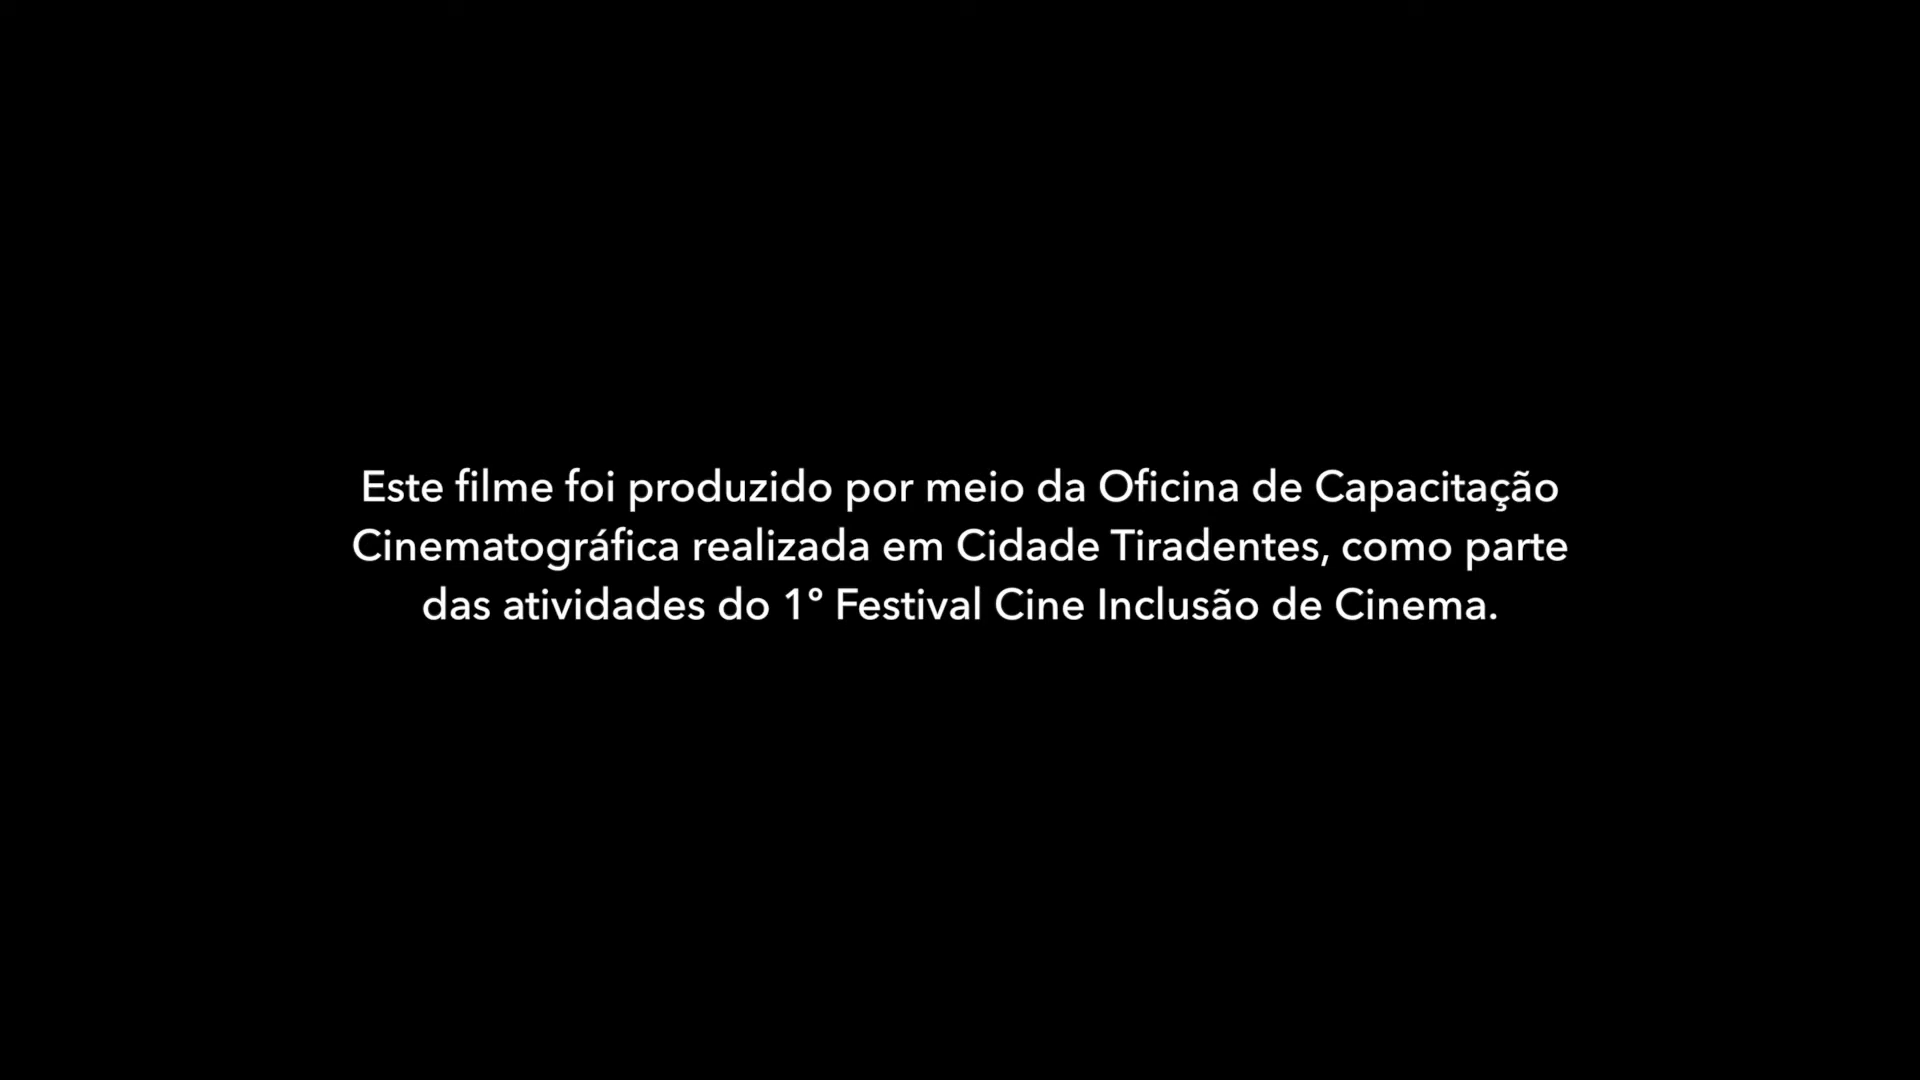 Este filme foi produzido por meio da Oficina de Capacitação
Cinematográfica realizada em Cidade Tiradentes, como parte
das atividades do 1° Festival Cine Inclusão de Cinema.